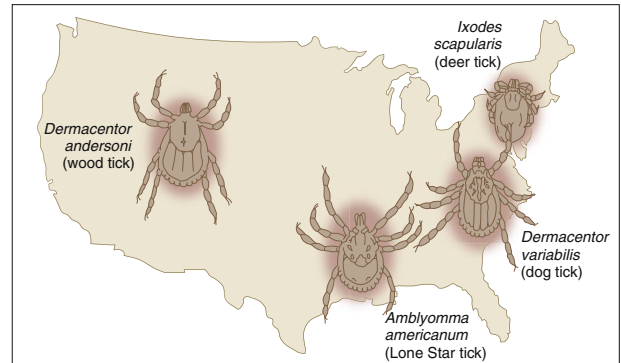 Ixodes
scapularis
(deer tick)
Dermacentor
andersoni
(wood tick)
Dermacentor
variabilis
(dog tick)
Amblyomma
americanum
(Lone Star tick)